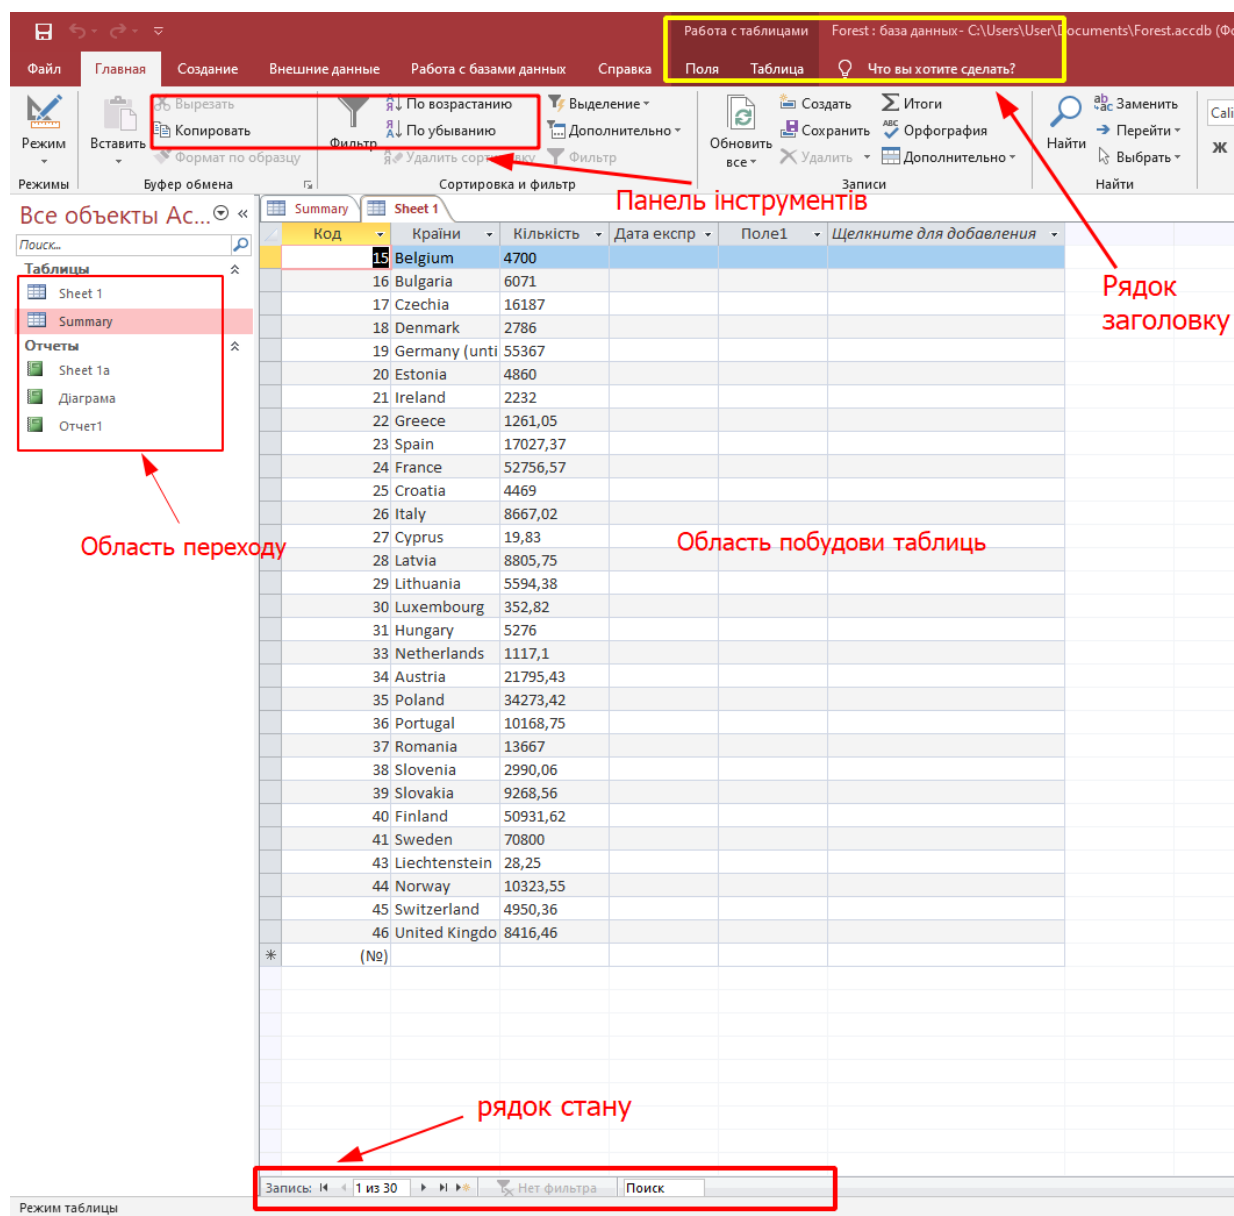 Работа с таблицами Forest : база данных- C:\Users\User\Documents\Forest.accdb (Фо
Файл Главная Создание Внешние данные Работа с базами данных Справка Поля Таблица Что вы хотите сделать?
Вырезать По возрастанию Выделение Создать Итоги Заменить Cali
Копировать По убыванию Дополнительно Сохранить Орфография Перейти
Режим Вставить Фильтр Обновить все Найти Ж
Формат по образцу Удалить сортировку Фильтр Удалить Дополнительно Выбрать
Режимы Буфер обмена Сортировка и фильтр Записи Найти
Панель інструментів
Все объекты Ac... «
Summary Sheet 1
Поиск...
Код Країни Кількість Дата експр Поле1 Щелкните для добавления
Таблицы
Sheet 1
Summary
Отчеты
Sheet 1a
Діаграма
Отчет1
Область переходу
Рядок
заголовку
15 Belgium 4700
16 Bulgaria 6071
17 Czechia 16187
18 Denmark 2786
19 Germany (unti 55367
20 Estonia 4860
21 Ireland 2232
22 Greece 1261,05
23 Spain 17027,37
24 France 52756,57
25 Croatia 4469
26 Italy 8667,02
27 Cyprus 19,83
Область побудови таблиць
28 Latvia 8805,75
29 Lithuania 5594,38
30 Luxembourg 352,82
31 Hungary 5276
33 Netherlands 1117,1
34 Austria 21795,43
35 Poland 34273,42
36 Portugal 10168,75
37 Romania 13667
38 Slovenia 2990,06
39 Slovakia 9268,56
40 Finland 50931,62
41 Sweden 70800
43 Liechtenstein 28,25
44 Norway 10323,55
45 Switzerland 4950,36
46 United Kingdo 8416,46
(№)
рядок стану
Запись: 1 из 30 Нет фильтра Поиск
Режим таблицы